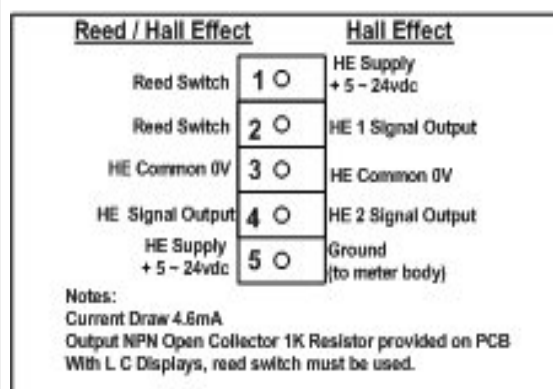 Reed / Hall Effect Hall Effect
Reed Switch 1 HE Supply
+ 5 ~ 24vdc
Reed Switch 2 HE 1 Signal Output
HE Common 0V 3 HE Common 0V
HE Signal Output 4 HE 2 Signal Output
HE Supply
+ 5 ~ 24vdc 5 Ground
(to meter body)
Notes:
Current Draw 4.6mA
Output NPN Open Collector 1K Resistor provided on PCB
With L C Displays, reed switch must be used.